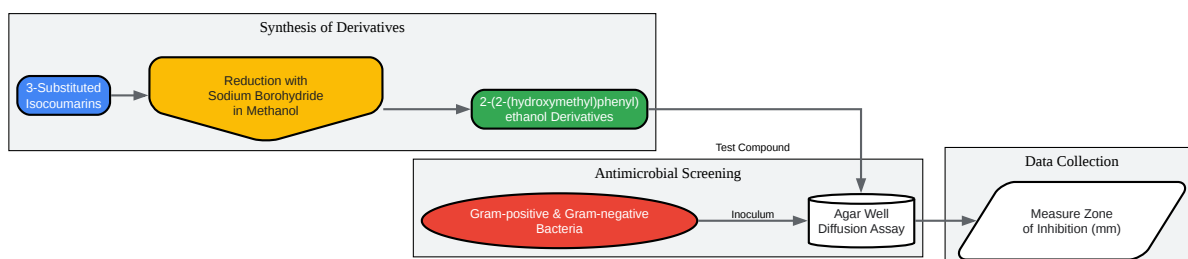 Synthesis of Derivatives
3-Substituted
Isocoumarins
Reduction with
Sodium Borohydride
in Methanol
2-(2-(hydroxymethyl)phenyl)
ethanol Derivatives
Test Compound
Antimicrobial Screening
Gram-positive & Gram-negative
Bacteria
Inoculum
Agar Well
Diffusion Assay
Data Collection
Measure Zone
of Inhibition (mm)